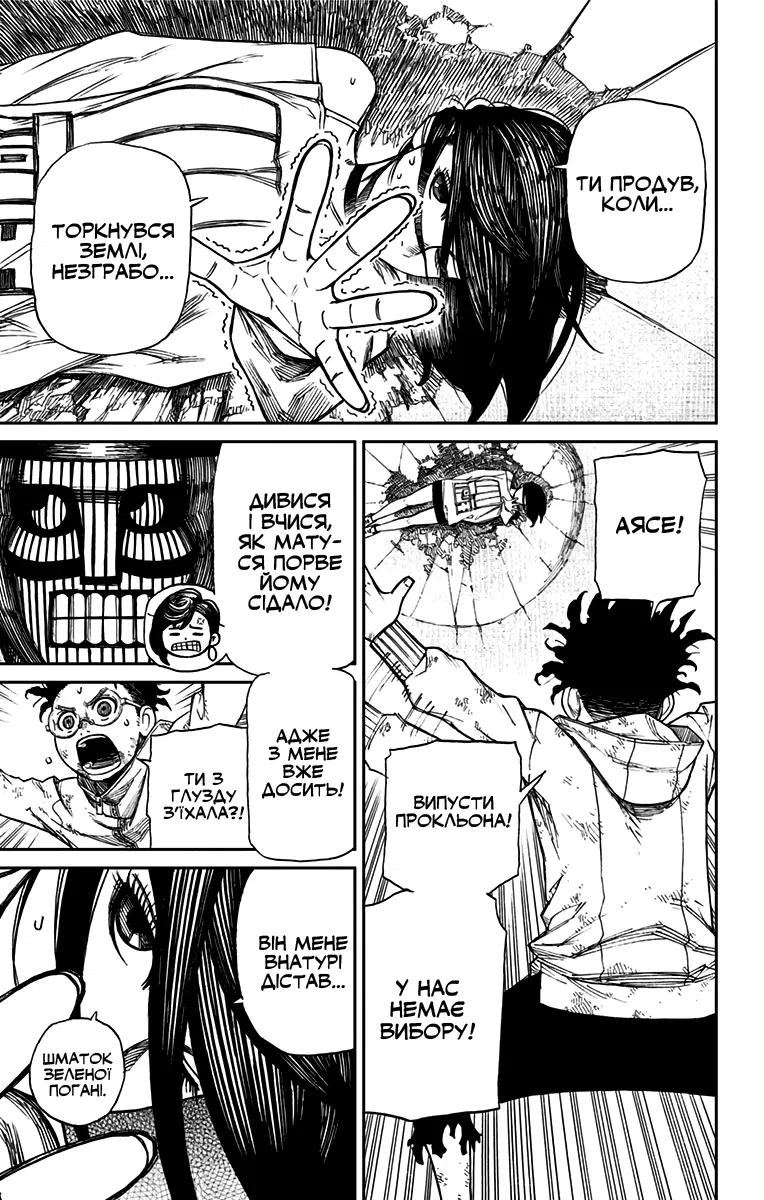 ТИ ПРОДУВ,
КОЛИ...
ТОРКНУВСЯ
ЗЕМЛІ,
НЕЗГРАБО...
АЯСЕ!
ВИПУСТИ
ПРОКЛЬОНА!
У НАС
НЕМАЄ
ВИБОРУ!
ДИВИСЯ
І ВЧИСЯ,
ЯК МАТУ-
СЯ ПОРВЕ
ЙОМУ
СІДАЛО!
АДЖЕ
З МЕНЕ
ВЖЕ
ДОСИТЬ!
ТИ З
ГЛУЗДУ
З'ЇХАЛА?!
ВІН МЕНЕ
ВНАТУРІ
ДІСТАВ...
ШМАТОК
ЗЕЛЕНОЇ
ПОГАНІ.